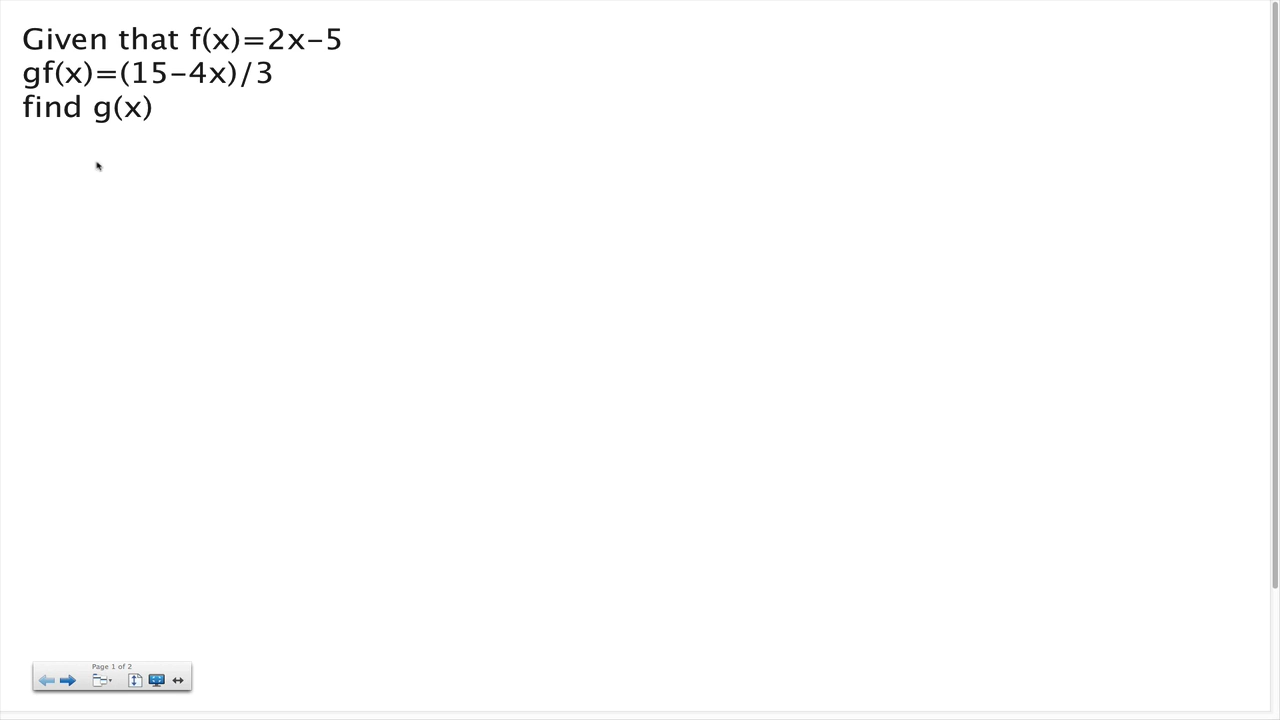 Given that f(x)=2x–5
gf(x)=(15–4x)/3
find g(x)
Page 1 of 2